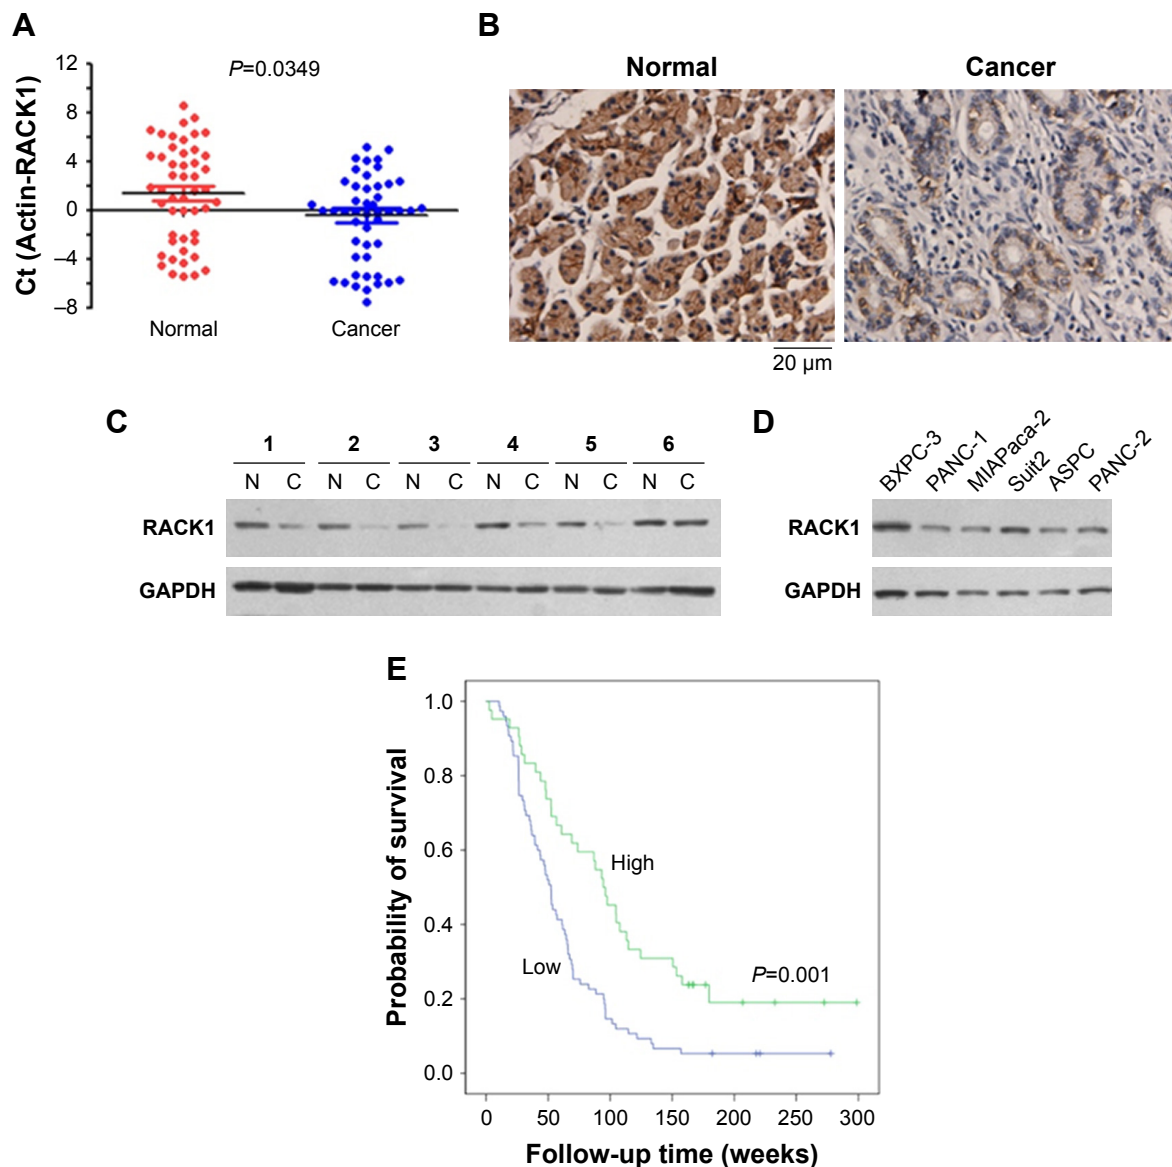 A
P=0.0349
Ct (Actin-RACK1)
12
8
4
0
–4
–8
Normal
Cancer
B
Normal
Cancer
20 µm
C
1 2 3 4 5 6
N C N C N C N C N C N C
RACK1
GAPDH
D
BXPC-3
PANC-1
MIAPaca-2
Suit2
ASPC
PANC-2
RACK1
GAPDH
E
Probability of survival
1.0
0.8
0.6
0.4
0.2
0.0
High
Low
P=0.001
0 50 100 150 200 250 300
Follow-up time (weeks)